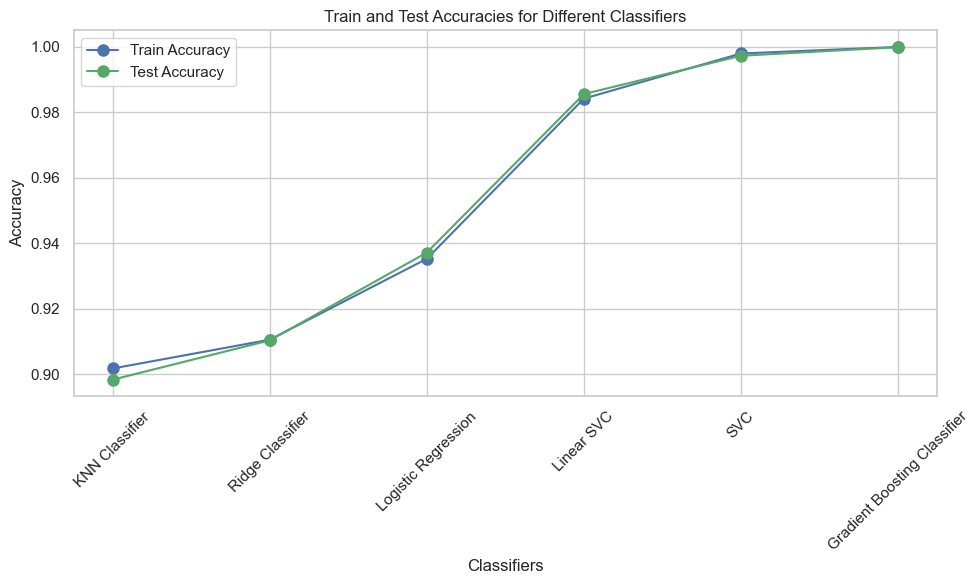 Train and Test Accuracies for Different Classifiers
Train Accuracy
Test Accuracy
1.00
0.98
0.96
0.94
0.92
0.90
Accuracy
KNN Classifier
Ridge Classifier
Logistic Regression
Linear SVC
SVC
Gradient Boosting Classifier
Classifiers